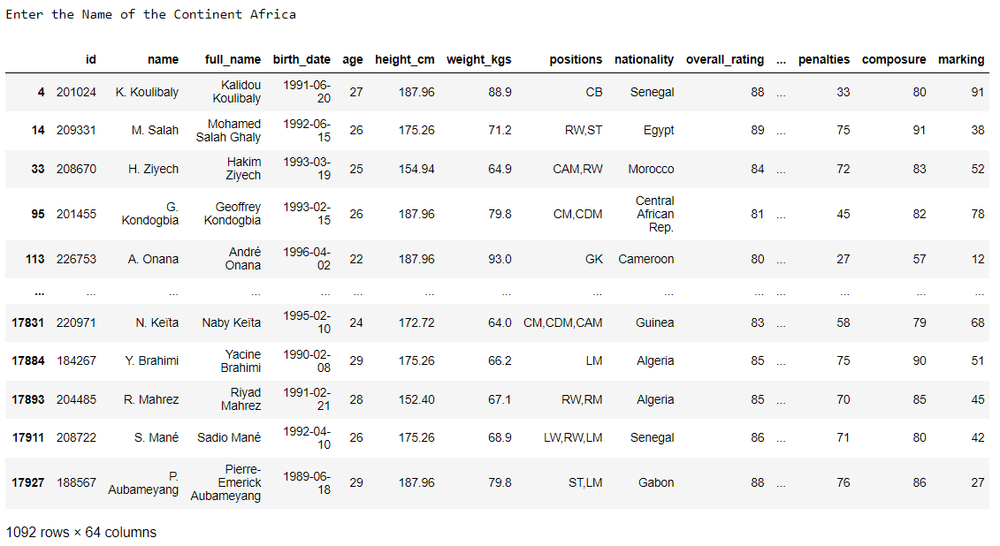 Enter the Name of the Continent Africa
id name full_name birth_date age height_cm weight_kgs positions nationality overall_rating ... penalties composure marking
4 201024 K. Koulibaly Kalidou Koulibaly 1991-06-20 27 187.96 88.9 CB Senegal 88 ... 33 80 91
14 209331 M. Salah Mohamed Salah Ghaly 1992-06-15 26 175.26 71.2 RW,ST Egypt 89 ... 75 91 38
33 208670 H. Ziyech Hakim Ziyech 1993-03-19 25 154.94 64.9 CAM,RW Morocco 84 ... 72 83 52
95 201455 G. Kondogbia Geoffrey Kondogbia 1993-02-15 26 187.96 79.8 CM,CDM Central African Rep. 81 ... 45 82 78
113 226753 A. Onana André Onana 1996-04-02 22 187.96 93.0 GK Cameroon 80 ... 27 57 12
... ... ... ... ... ... ... ... ... ... ... ... ... ... ...
17831 220971 N. Keïta Naby Keïta 1995-02-10 24 172.72 64.0 CM,CDM,CAM Guinea 83 ... 58 79 68
17884 184267 Y. Brahimi Yacine Brahimi 1990-02-08 29 175.26 66.2 LM Algeria 85 ... 75 90 51
17893 204485 R. Mahrez Riyad Mahrez 1991-02-21 28 152.40 67.1 RW,RM Algeria 85 ... 70 85 45
17911 208722 S. Mané Sadio Mané 1992-04-10 26 175.26 68.9 LW,RW,LM Senegal 86 ... 71 80 42
17927 188567 P. Aubameyang Pierre-Emerick Aubameyang 1989-06-18 29 187.96 79.8 ST,LM Gabon 88 ... 76 86 27
1092 rows × 64 columns